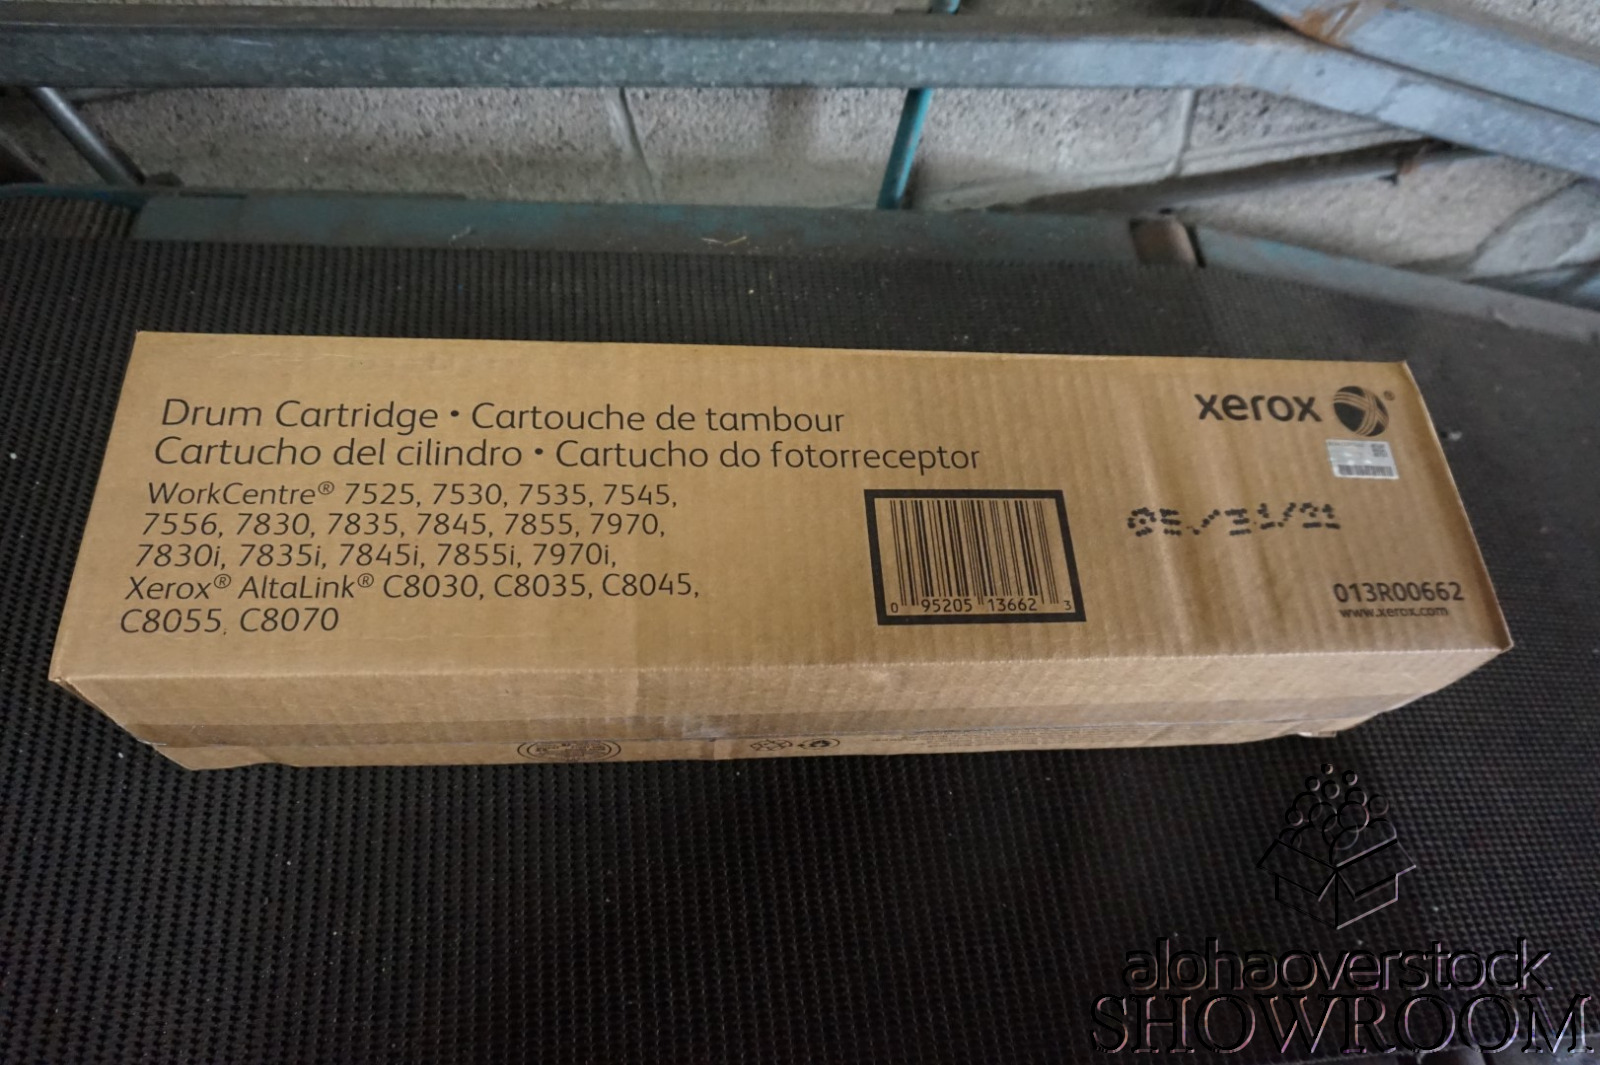 Drum Cartridge • Cartouche de tambour
Cartucho del cilindro • Cartucho do fotorreceptor
WorkCentre® 7525, 7530, 7535, 7545,
7556, 7830, 7835, 7845, 7855, 7970,
7830i, 7835i, 7845i, 7855i, 7970i,
Xerox® AltaLink® C8030, C8035, C8045,
C8055, C8070
0 95205 13662 3
xerox ®
05/31/21
013R00662
www.xerox.com
alohaoverstock
SHOWROOM